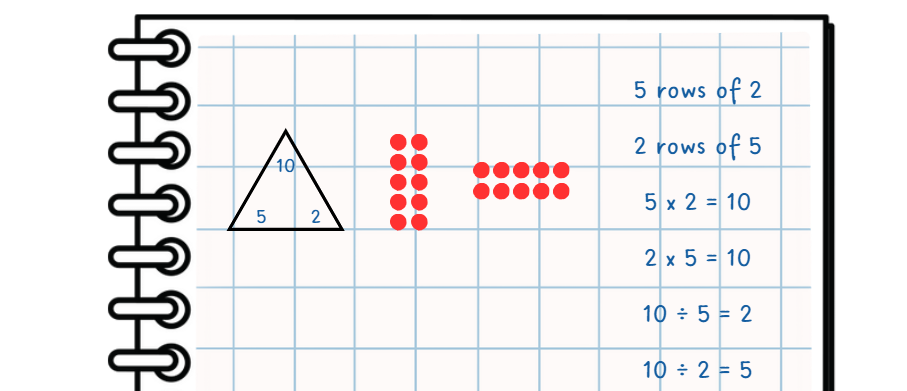 10
5 2
5 rows of 2
2 rows of 5
5 x 2 = 10
2 x 5 = 10
10 ÷ 5 = 2
10 ÷ 2 = 5